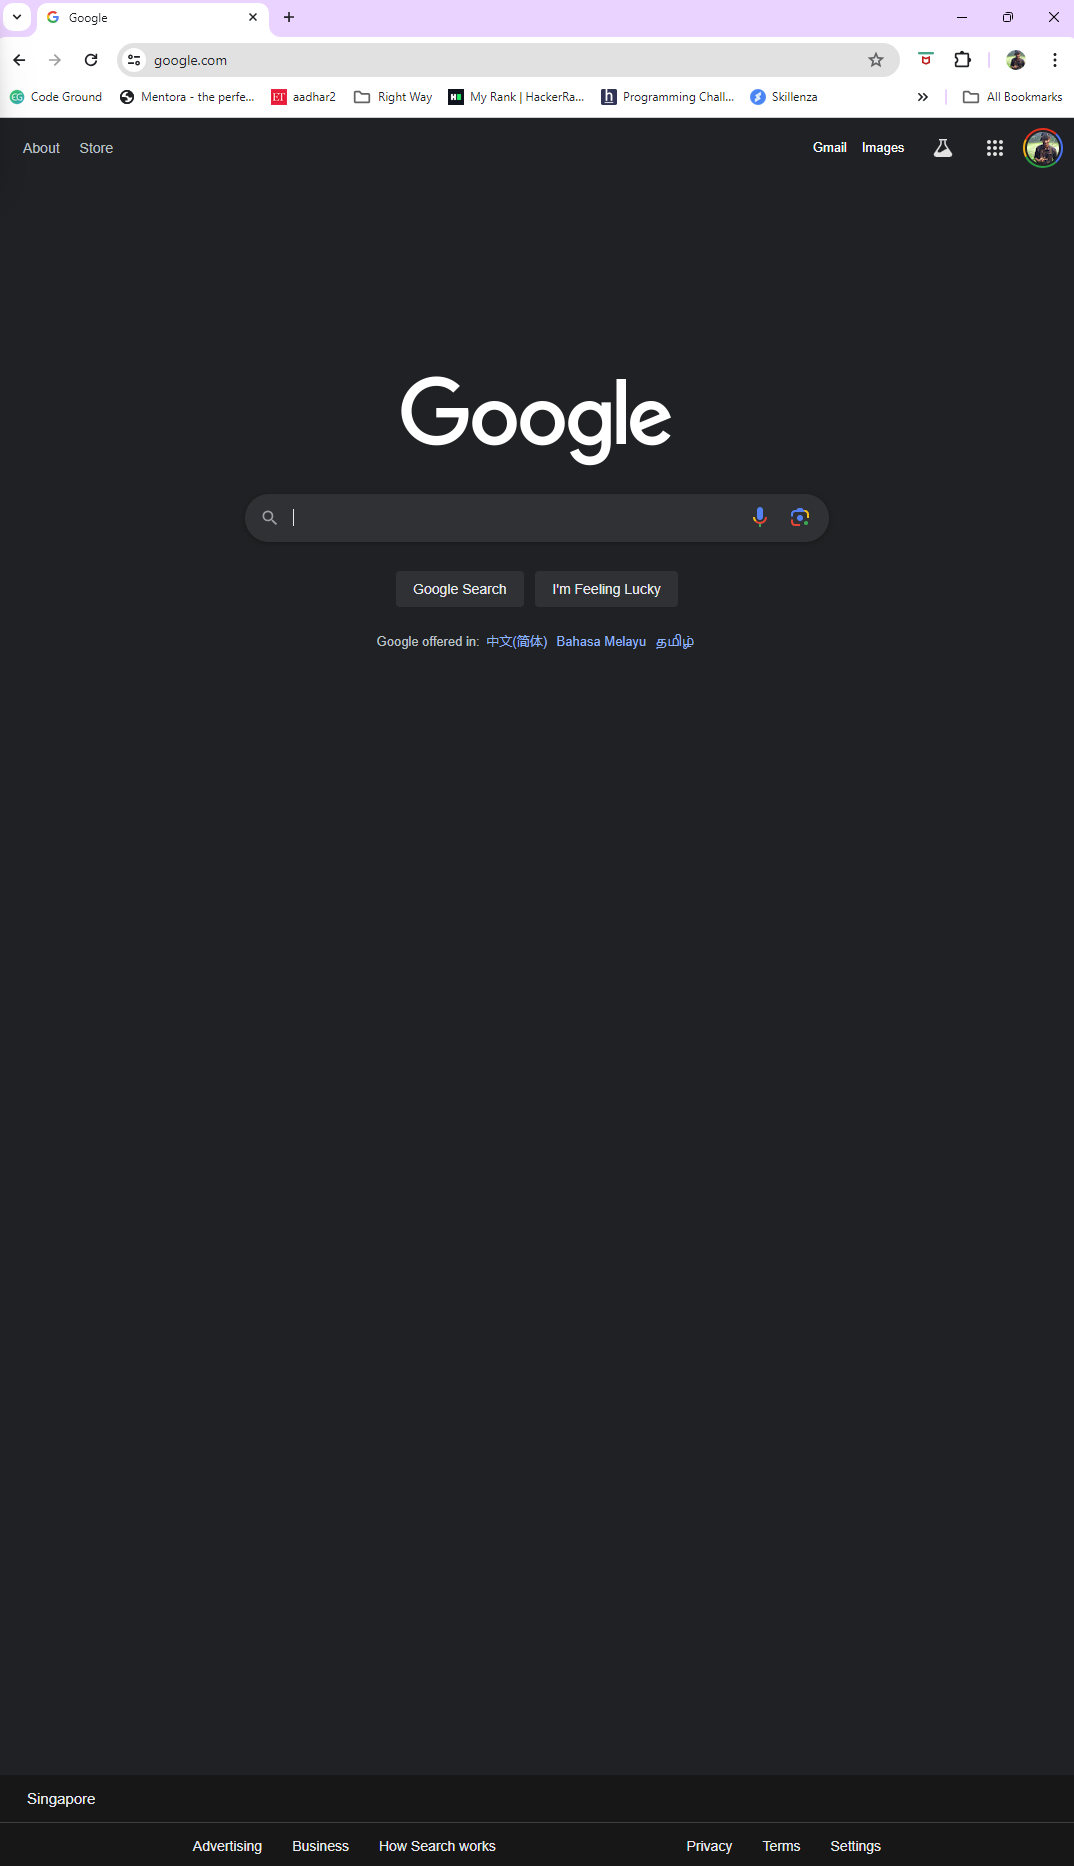 Google
google.com
Code Ground Mentora - the perfe... ET aadhar2 Right Way My Rank | HackerRa... h Programming Chall... Skillenza All Bookmarks
About Store Gmail Images
Google
Google Search I'm Feeling Lucky
Google offered in: 中文(简体) Bahasa Melayu தமிழ்
Singapore
Advertising Business How Search works Privacy Terms Settings